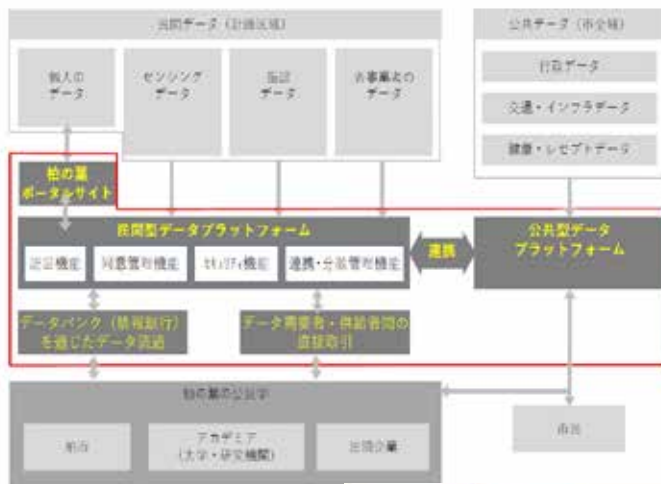 民間データ(計画区域)
公共データ(市全域)
個人の
データ
センシング
データ
施設
データ
各事業者の
データ
行政データ
交通・インフラデータ
健康・レセプトデータ
柏の葉
ポータルサイト
民間型データプラットフォーム
認証機能
同意管理機能
セキュリティ機能
連携・分散管理機能
連携
公共型データ
プラットフォーム
データバンク(情報銀行)
を通じたデータ流通
データ需要者・供給者間の
直接取引
柏の葉の公民学
柏市
アカデミア
(大学・研究機関)
民間企業
市民